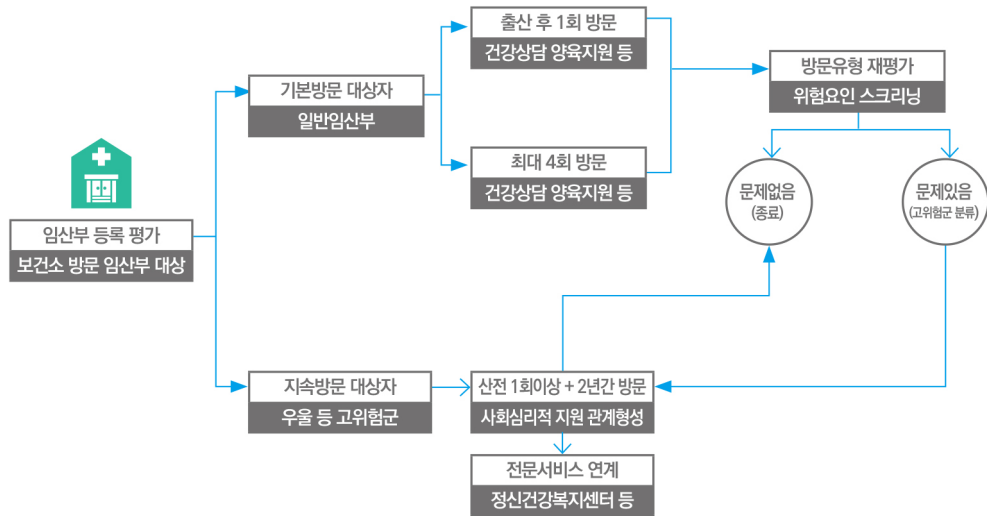 임산부 등록 평가
보건소 방문 임산부 대상
기본방문 대상자
일반임산부
출산 후 1회 방문
건강상담 양육지원 등
최대 4회 방문
건강상담 양육지원 등
방문유형 재평가
위험요인 스크리닝
문제없음
(종료)
문제있음
(고위험군 분류)
지속방문 대상자
우울 등 고위험군
산전 1회이상 + 2년간 방문
사회심리적 지원 관계형성
전문서비스 연계
정신건강복지센터 등